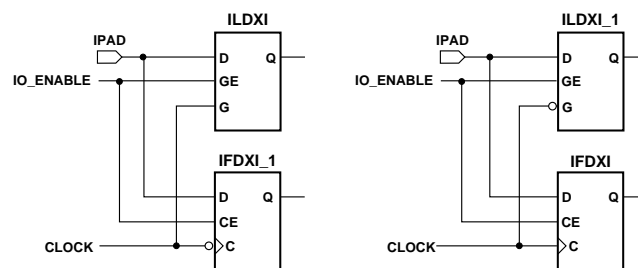 ILDXI
IPAD
D Q
IO_ENABLE
GE
G
IFDXI_1
D Q
CE
CLOCK
C
ILDXI_1
IPAD
D Q
IO_ENABLE
GE
G
IFDXI
D Q
CE
CLOCK
C